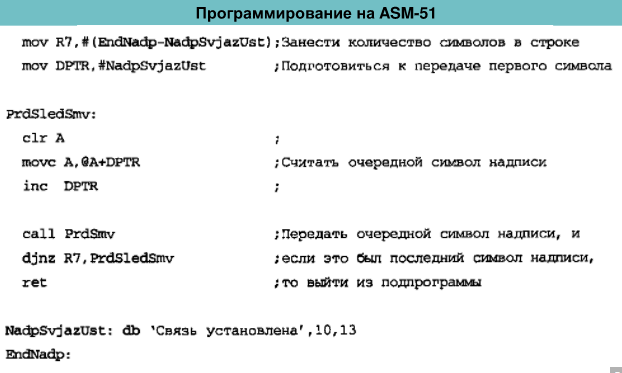 Программирование на ASM-51
mov R7,#(EndNadp-NadpSvjazUst);Занести количество символов в строке
mov DPTR,#NadpSvjazUst ;Подготовиться к передаче первого символа
PrdSledSmv:
clr A ;
movc A,@A+DPTR ;Считать очередной символ надписи
inc DPTR ;
call PrdSmv ;Передать очередной символ надписи, и
djnz R7,PrdSledSmv ;если это был последний символ надписи,
ret ;то выйти из подпрограммы
NadpSvjazUst: db 'Связь установлена',10,13
EndNadp: